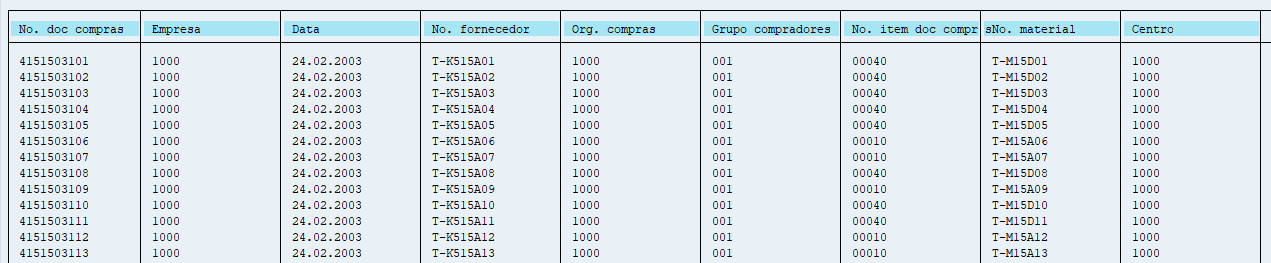 No. doc compras Empresa Data No. fornecedor Org. compras Grupo compradores No. item doc compr sNo. material Centro
4151503101 1000 24.02.2003 T-K515A01 1000 001 00040 T-M15D01 1000
4151503102 1000 24.02.2003 T-K515A02 1000 001 00040 T-M15D02 1000
4151503103 1000 24.02.2003 T-K515A03 1000 001 00040 T-M15D03 1000
4151503104 1000 24.02.2003 T-K515A04 1000 001 00040 T-M15D04 1000
4151503105 1000 24.02.2003 T-K515A05 1000 001 00040 T-M15D05 1000
4151503106 1000 24.02.2003 T-K515A06 1000 001 00010 T-M15A06 1000
4151503107 1000 24.02.2003 T-K515A07 1000 001 00010 T-M15A07 1000
4151503108 1000 24.02.2003 T-K515A08 1000 001 00040 T-M15D08 1000
4151503109 1000 24.02.2003 T-K515A09 1000 001 00010 T-M15A09 1000
4151503110 1000 24.02.2003 T-K515A10 1000 001 00040 T-M15D10 1000
4151503111 1000 24.02.2003 T-K515A11 1000 001 00040 T-M15D11 1000
4151503112 1000 24.02.2003 T-K515A12 1000 001 00010 T-M15A12 1000
4151503113 1000 24.02.2003 T-K515A13 1000 001 00010 T-M15A13 1000